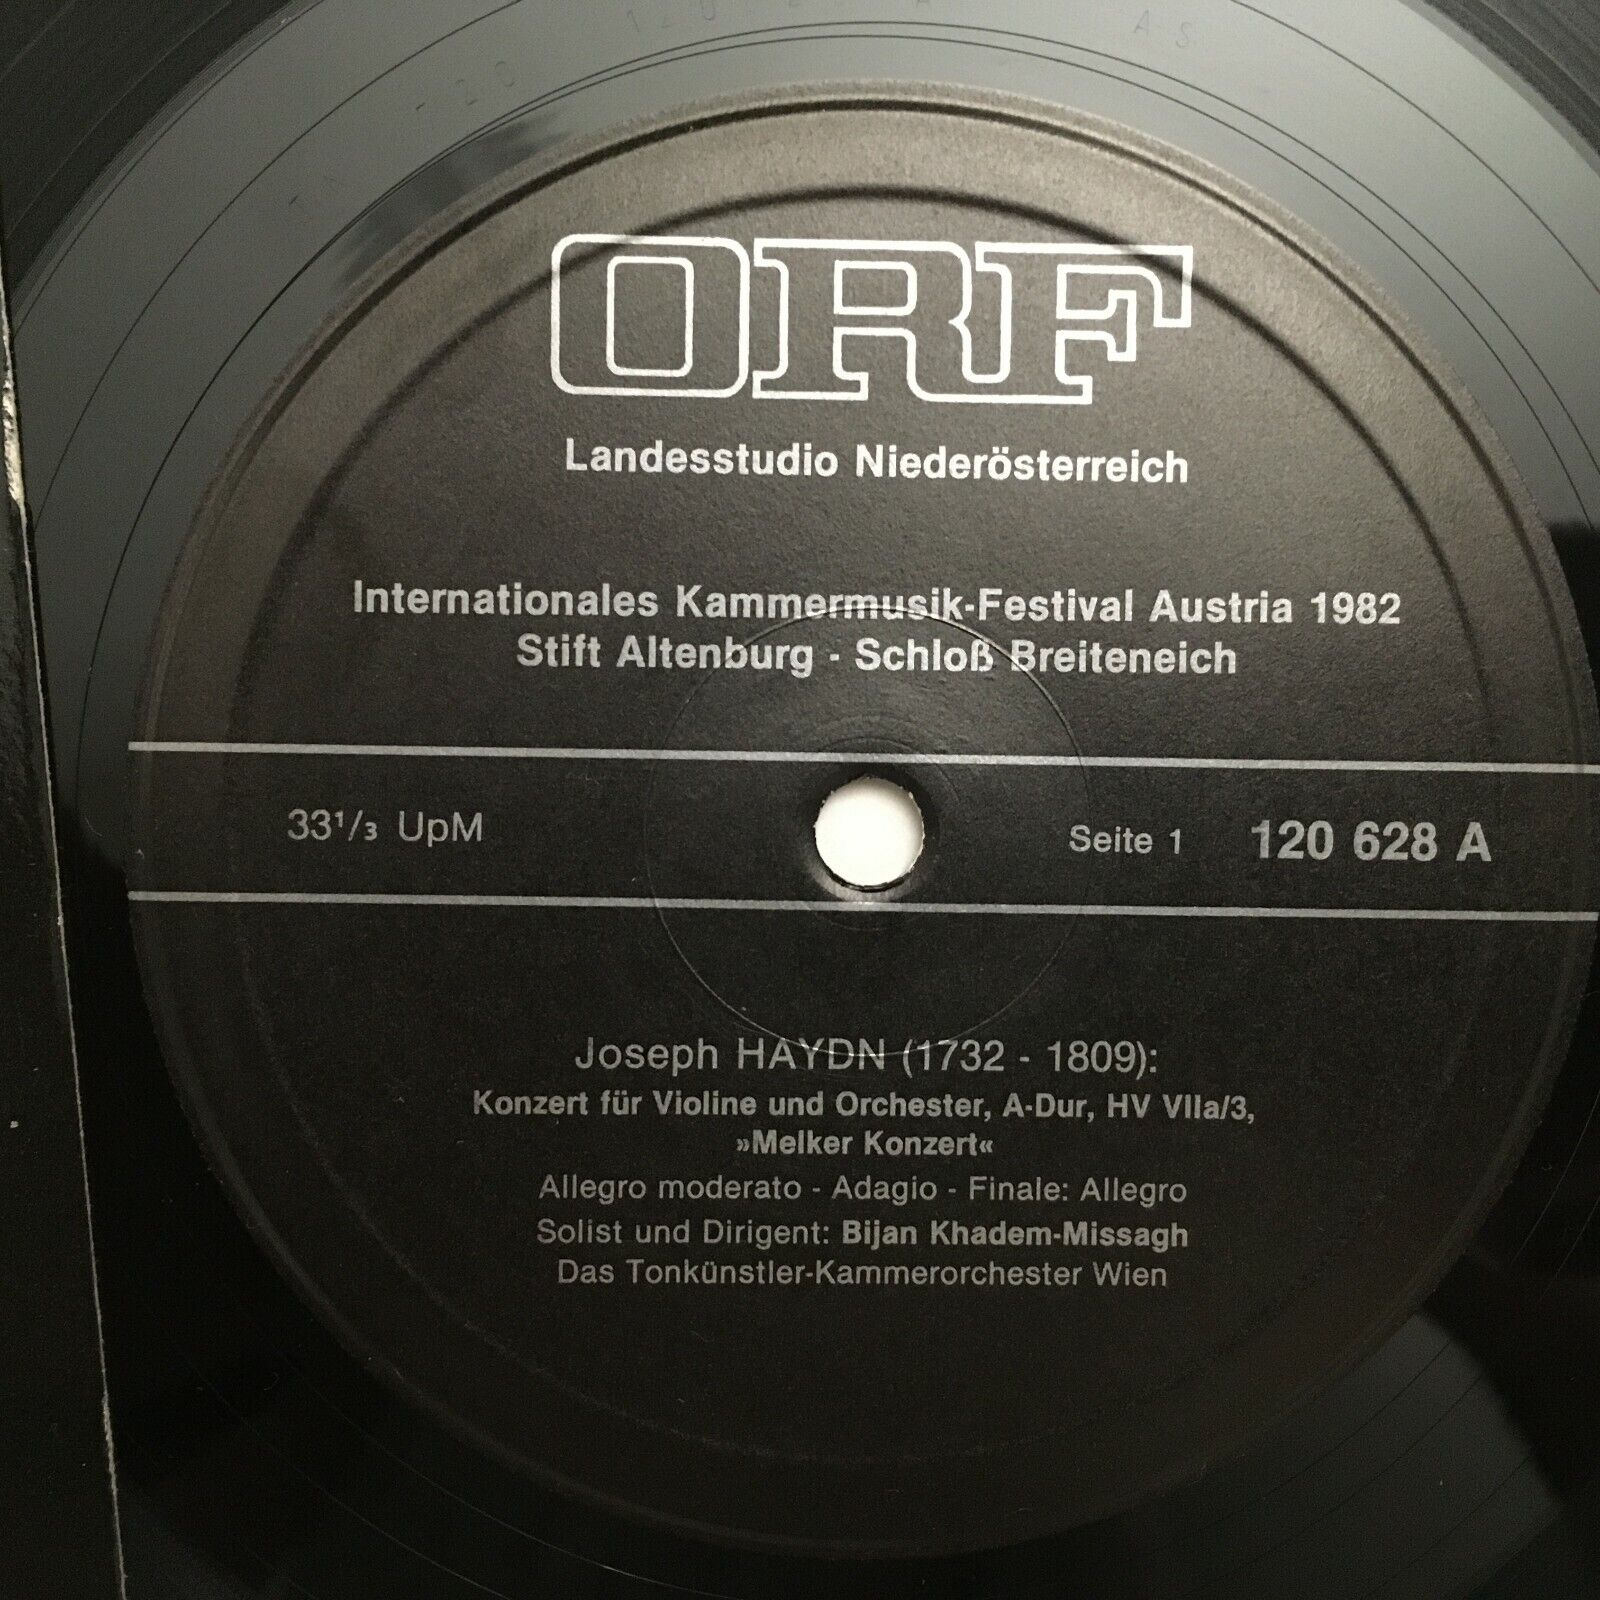 ORF
Landesstudio Niederösterreich
Internationales Kammermusik-Festival Austria 1982
Stift Altenburg - Schloß Breiteneich
33¹/₃ UpM
Seite 1 120 628 A
Joseph HAYDN (1732 - 1809):
Konzert für Violine und Orchester, A-Dur, HV VIIa/3,
»Melker Konzert«
Allegro moderato - Adagio - Finale: Allegro
Solist und Dirigent: Bijan Khadem-Missagh
Das Tonkünstler-Kammerorchester Wien